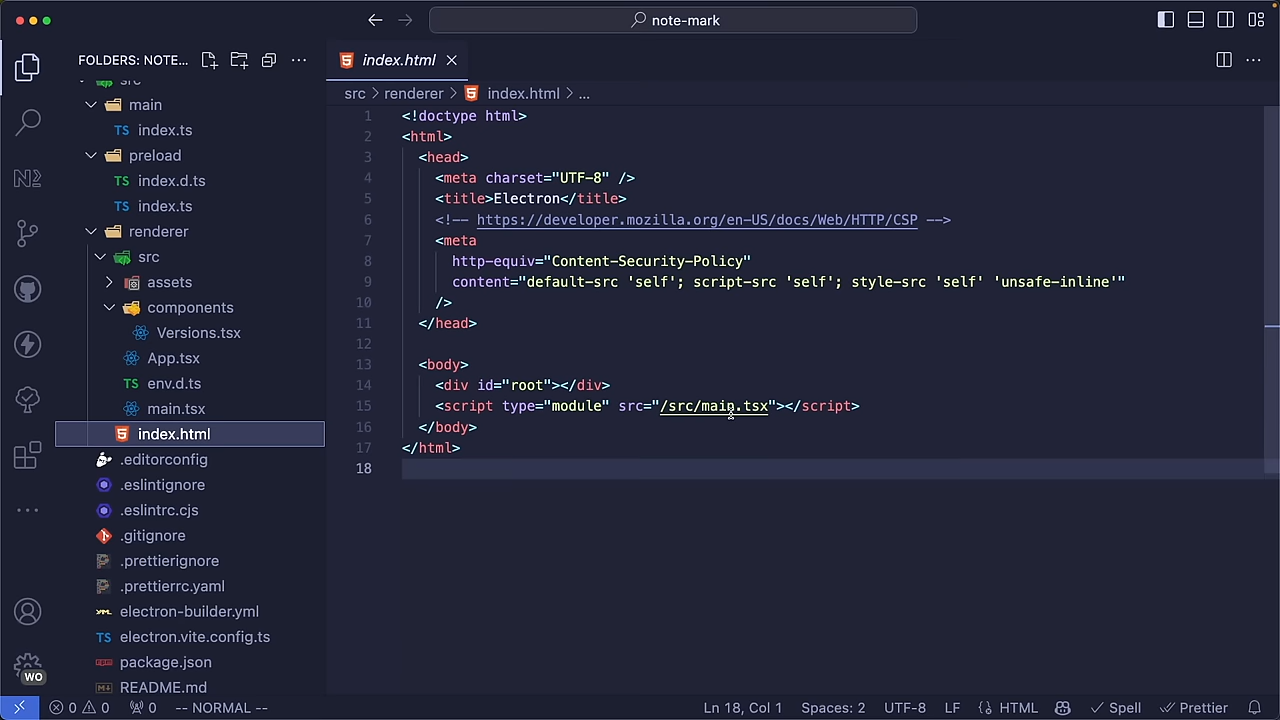 note-mark
FOLDERS: NOTE...
src
main
TS index.ts
preload
TS index.d.ts
TS index.ts
renderer
src
assets
components
Versions.tsx
App.tsx
TS env.d.ts
main.tsx
index.html
.editorconfig
.eslintignore
.eslintrc.cjs
.gitignore
.prettierignore
.prettierrc.yaml
electron-builder.yml
TS electron.vite.config.ts
package.json
README.md
WO
index.html
src > renderer > index.html > ...
1 <!doctype html>
2 <html>
3 <head>
4 <meta charset="UTF-8" />
5 <title>Electron</title>
6 <!-- https://developer.mozilla.org/en-US/docs/Web/HTTP/CSP -->
7 <meta
8 http-equiv="Content-Security-Policy"
9 content="default-src 'self'; script-src 'self'; style-src 'self' 'unsafe-inline'"
10 />
11 </head>
12
13 <body>
14 <div id="root"></div>
15 <script type="module" src="/src/main.tsx"></script>
16 </body>
17 </html>
18
0 0 0 -- NORMAL -- Ln 18, Col 1 Spaces: 2 UTF-8 LF HTML Spell Prettier